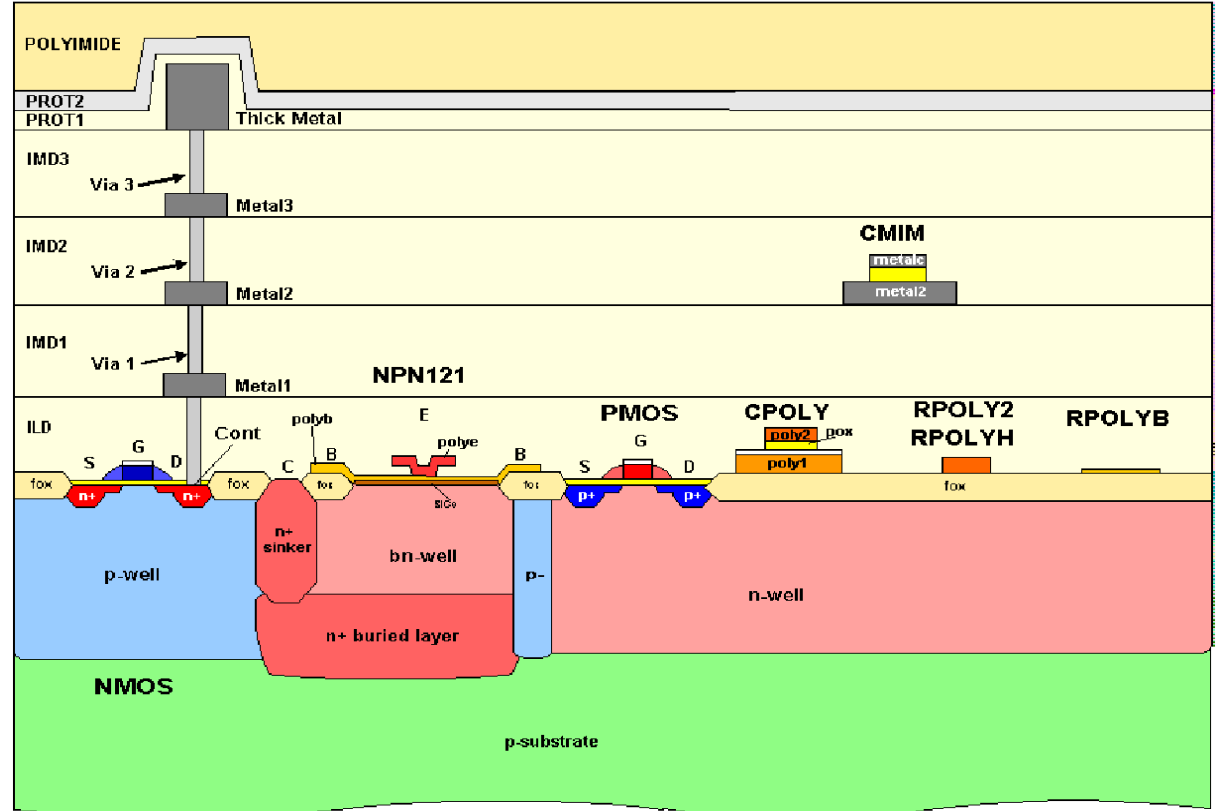 POLYIMIDE
PROT2
PROT1
Thick Metal
IMD3
Via 3
Metal3
IMD2
CMIM
metalc
Via 2
Metal2
metal2
IMD1
Via 1
NPN121
Metal1
polyb
E
PMOS
CPOLY
RPOLY2
RPOLYH
RPOLYB
ILD
Cont
G
polye
G
poly2
pox
S
D
C
B
B
S
D
poly1
fox
n+
n+
fox
fox
fox
p+
p+
fox
n+
sinker
bn-well
p-well
p-
n-well
n+ buried layer
NMOS
p-substrate